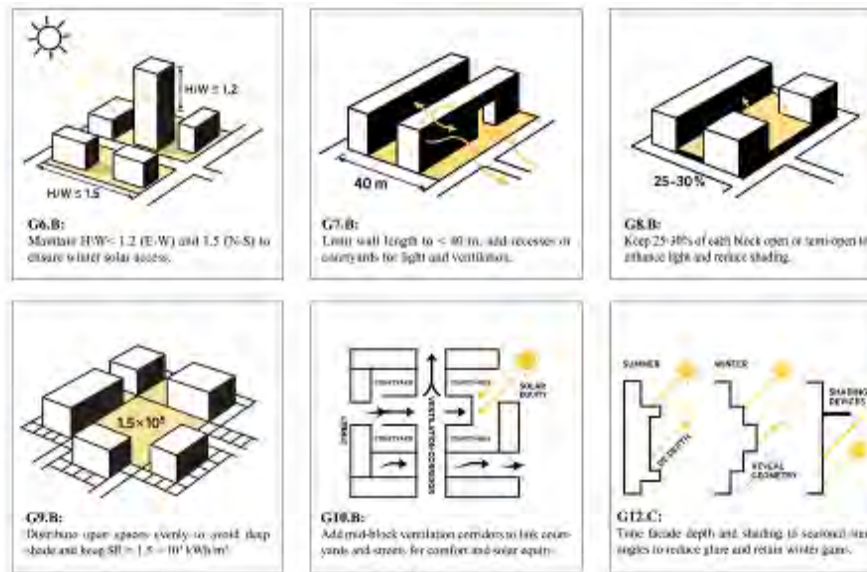 H/W ≤ 1.2
H/W ≤ 1.5
G6.B:
Maintain H/W< 1.2 (E-W) and 1.5 (N-S) to
ensure winter solar access.
40 m
G7.B:
Limit wall length to < 40 m, add recesses or
courtyards for light and ventilation.
25-30%
G8.B:
Keep 25-30% of each block open or semi-open to
enhance light and reduce shading.
G9.B:
Distribute open spaces evenly to avoid deep
shade and keep SR
COURTYARD
COURTYARD
SOLAR
EQUITY
STREET
VENTILATION CORRIDOR
COURTYARD
COURTYARD
G10.B:
Add mid-block ventilation corridors to link court-
yards and streets for comfort and solar equity.
SUMMER
WINTER
SHADING
DEVICES
DEPTH
REVEAL
GEOMETRY
G12.C:
Tune facade depth and shading to seasonal sun
angles to reduce glare and retain winter gains.